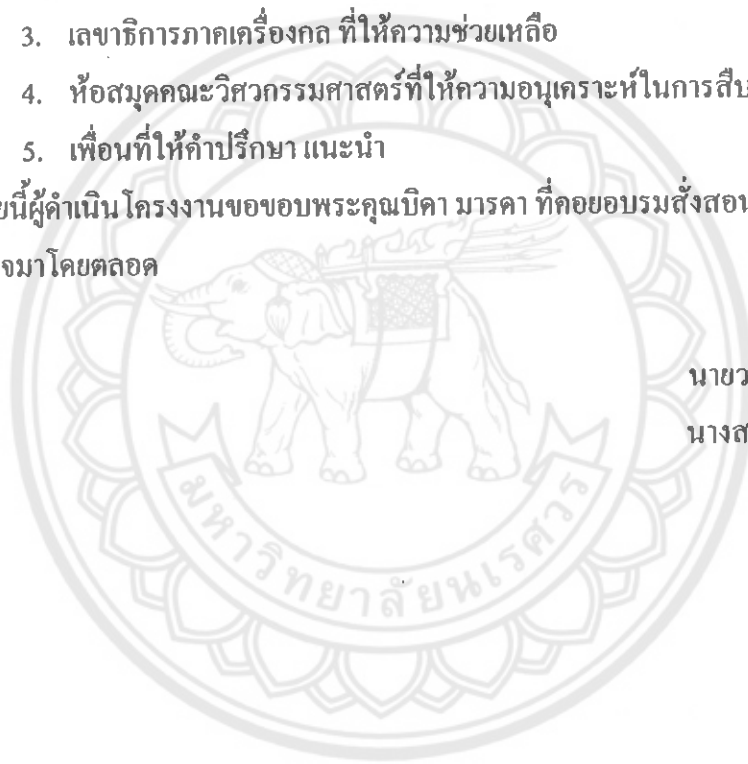 3. เลขาธิการภาคเครื่องกล ที่ให้ความช่วยเหลือ
4. ห้อสมุดคณะวิศวกรรมศาสตร์ที่ให้ความอนุเคราะห์ในการสืบ
5. เพื่อนที่ให้คำปรึกษา แนะนำ
ยนี้ผู้ดำเนินโครงงานขอขอบพระคุณบิดา มารดา ที่คอยอบรมสั่งสอน
จมาโดยตลอด
นายว
นางส
มหาวิทยาลัยนเรศวร